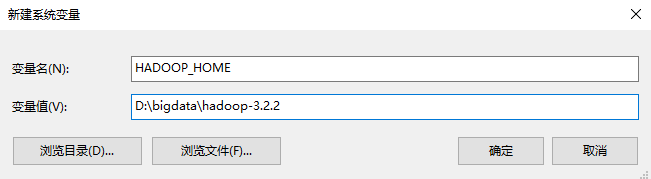 新建系统变量
变量名(N): HADOOP_HOME
变量值(V): D:\bigdata\hadoop-3.2.2
浏览目录(D)... 浏览文件(F)... 确定 取消